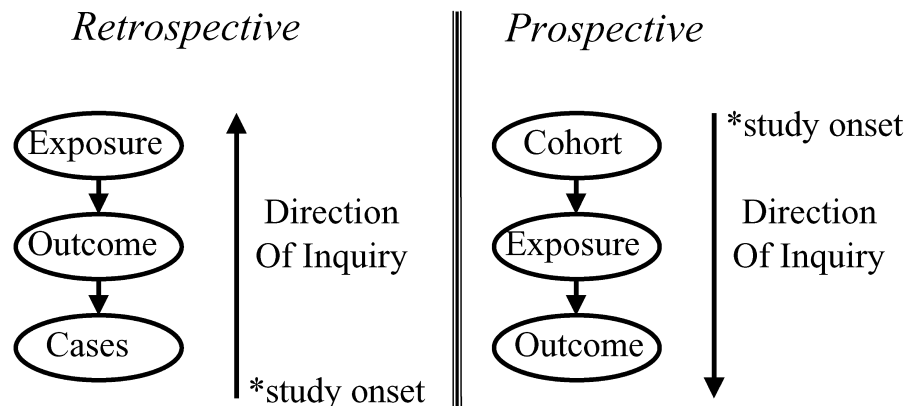 Retrospective
Exposure
Outcome
Cases
Direction
Of Inquiry
*study onset
Prospective
*study onset
Cohort
Exposure
Outcome
Direction
Of Inquiry